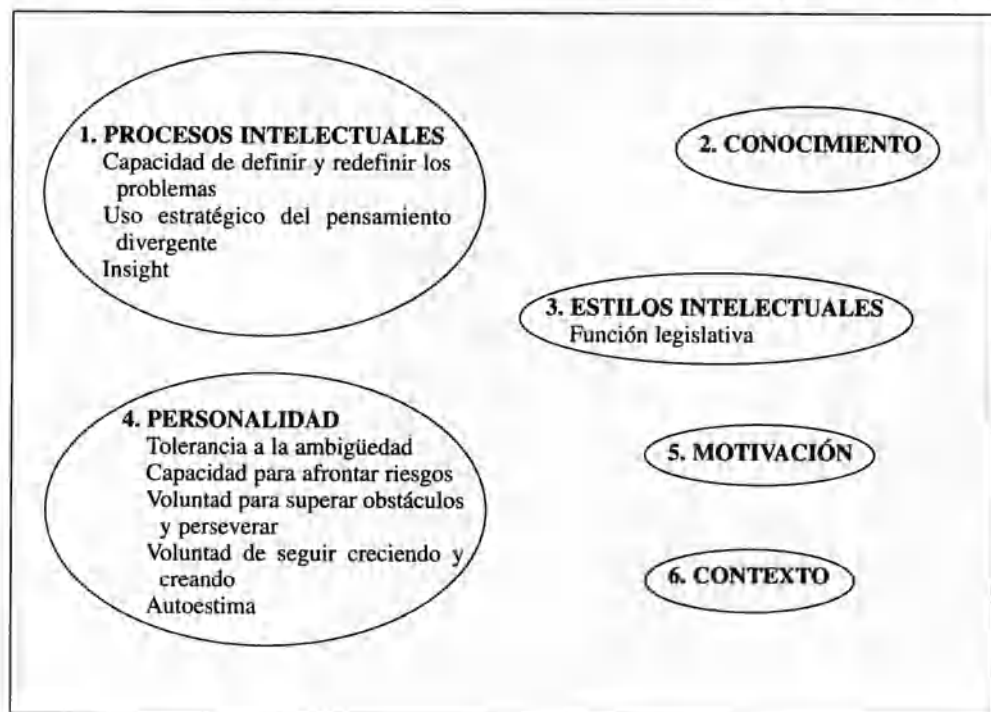 1. PROCESOS INTELECTUALES
Capacidad de definir y redefinir los
problemas
Uso estratégico del pensamiento
divergente
Insight
2. CONOCIMIENTO
3. ESTILOS INTELECTUALES
Función legislativa
4. PERSONALIDAD
Tolerancia a la ambigüedad
Capacidad para afrontar riesgos
Voluntad para superar obstáculos
y perseverar
Voluntad de seguir creciendo y
creando
Autoestima
5. MOTIVACIÓN
6. CONTEXTO